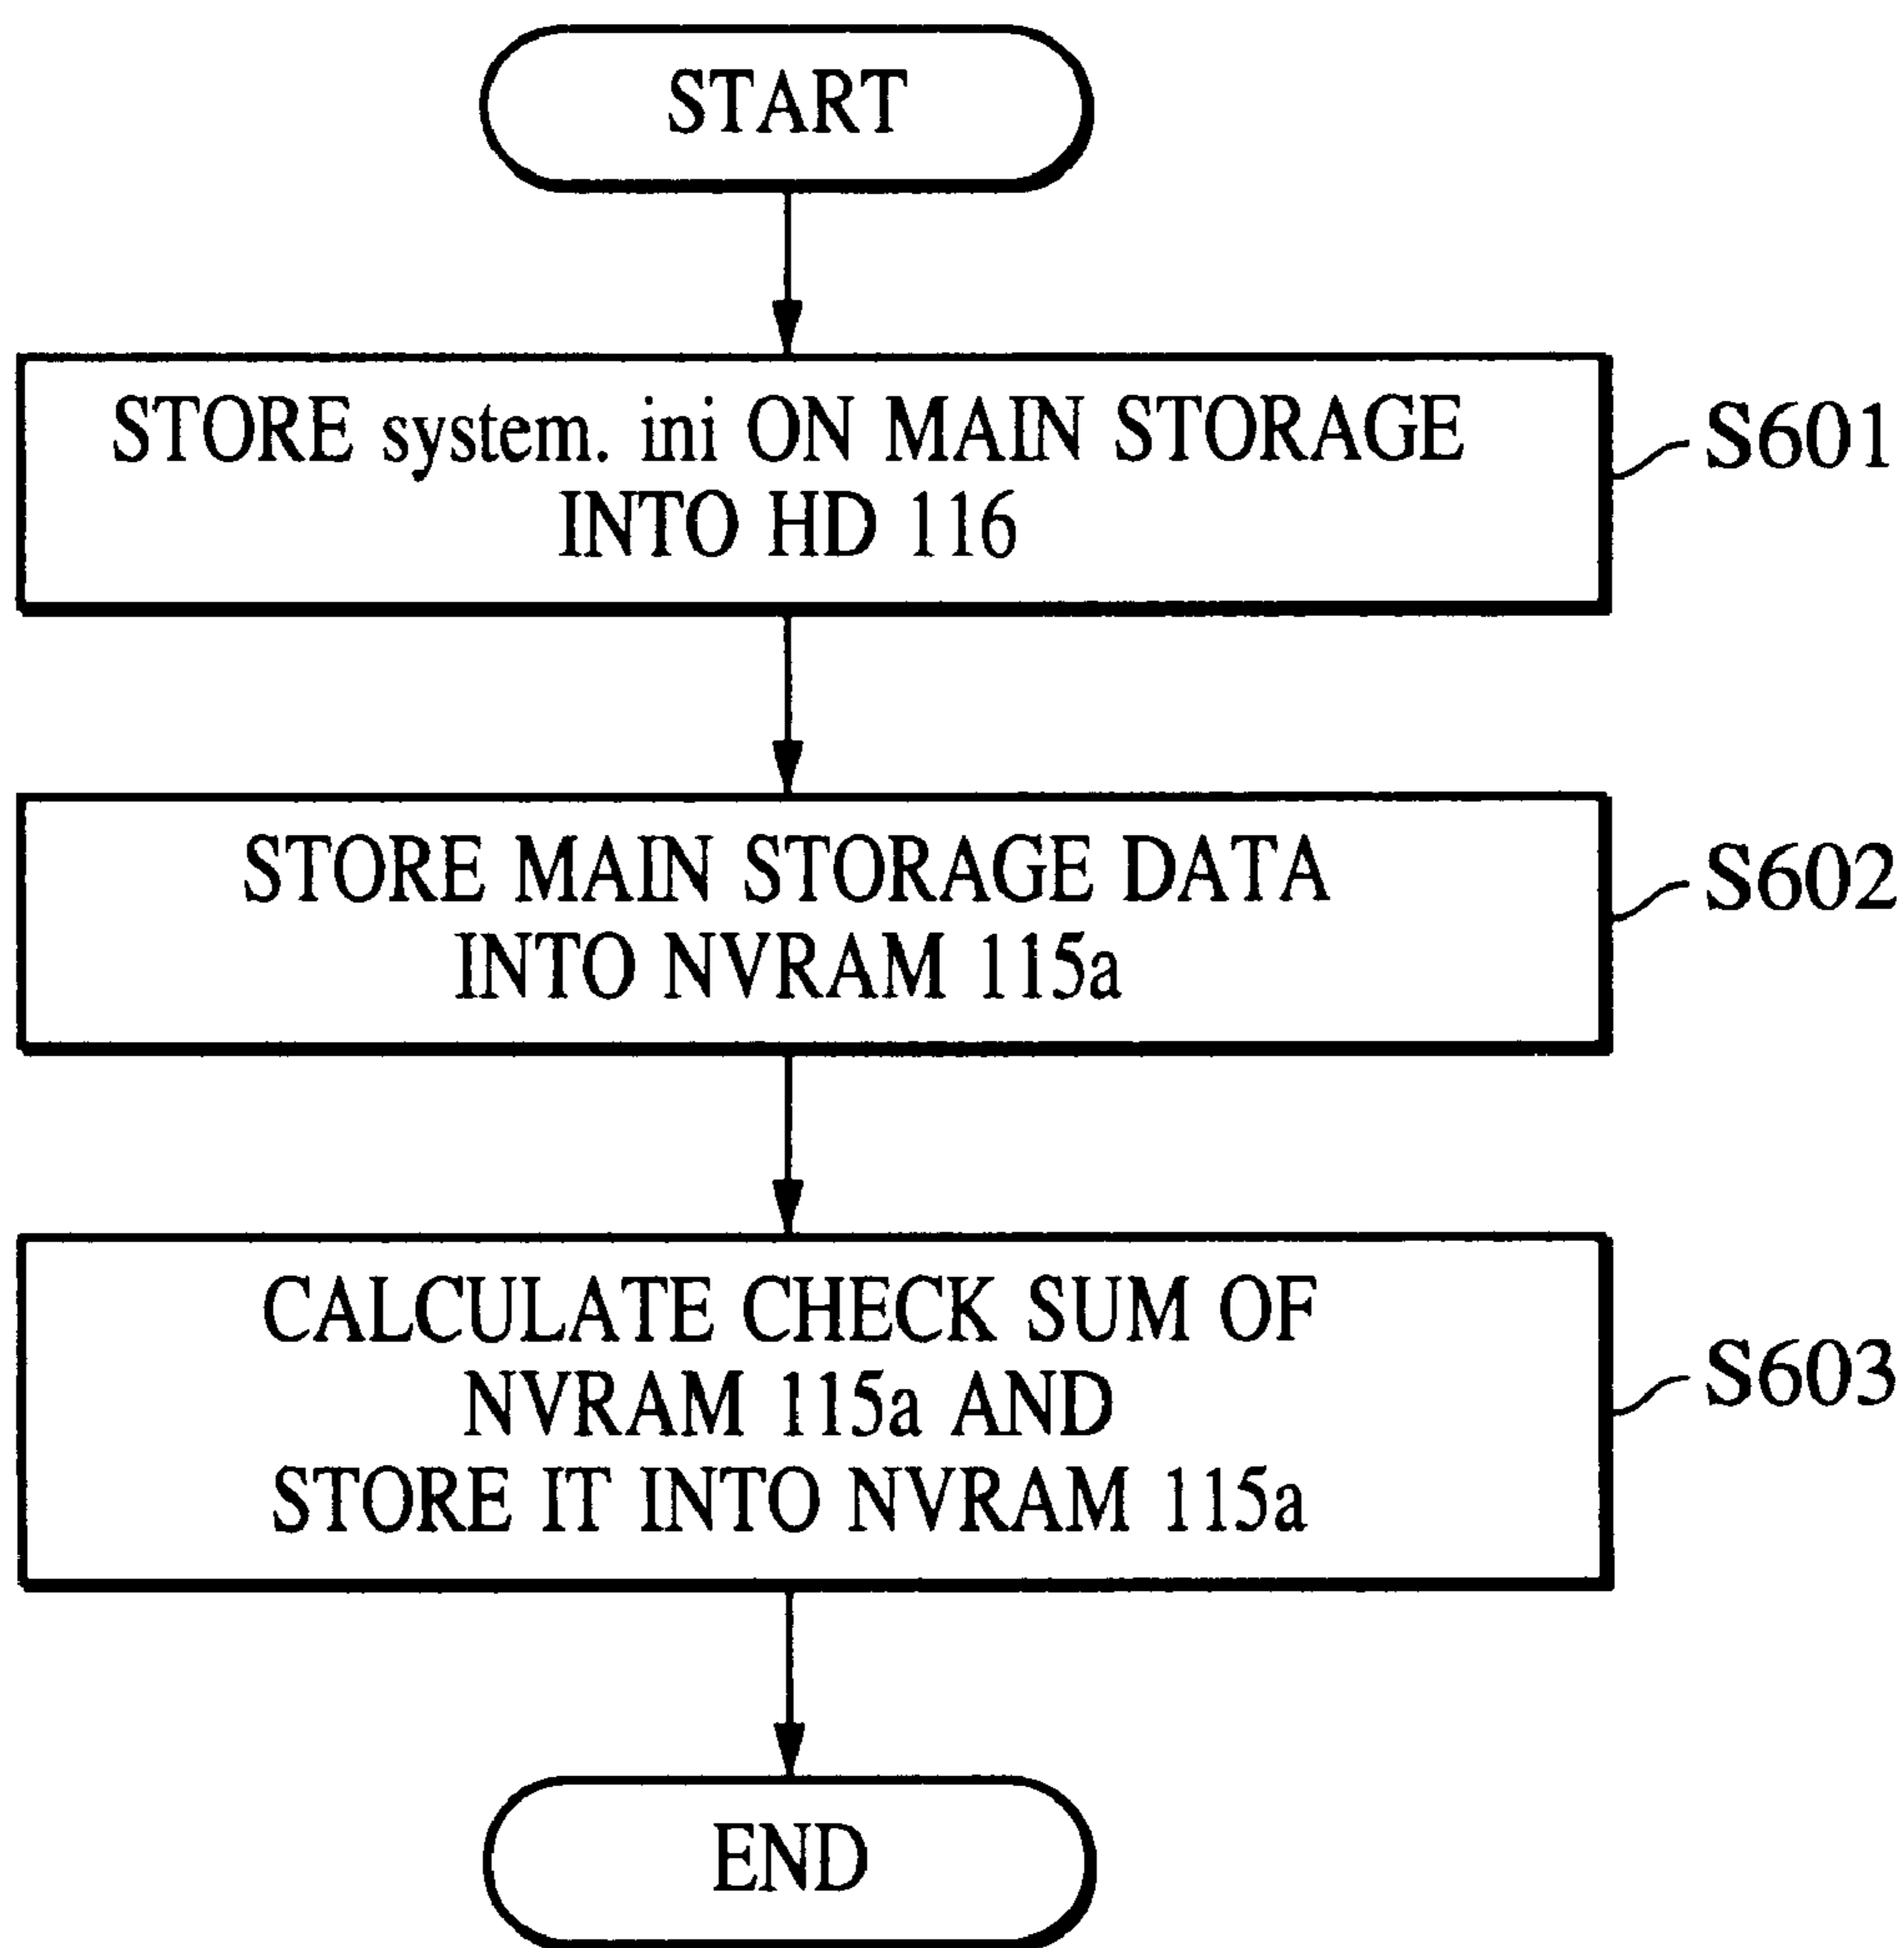 START
STORE system. ini ON MAIN STORAGE
INTO HD 116
S601
STORE MAIN STORAGE DATA
INTO NVRAM 115a
S602
CALCULATE CHECK SUM OF
NVRAM 115a AND
STORE IT INTO NVRAM 115a
S603
END